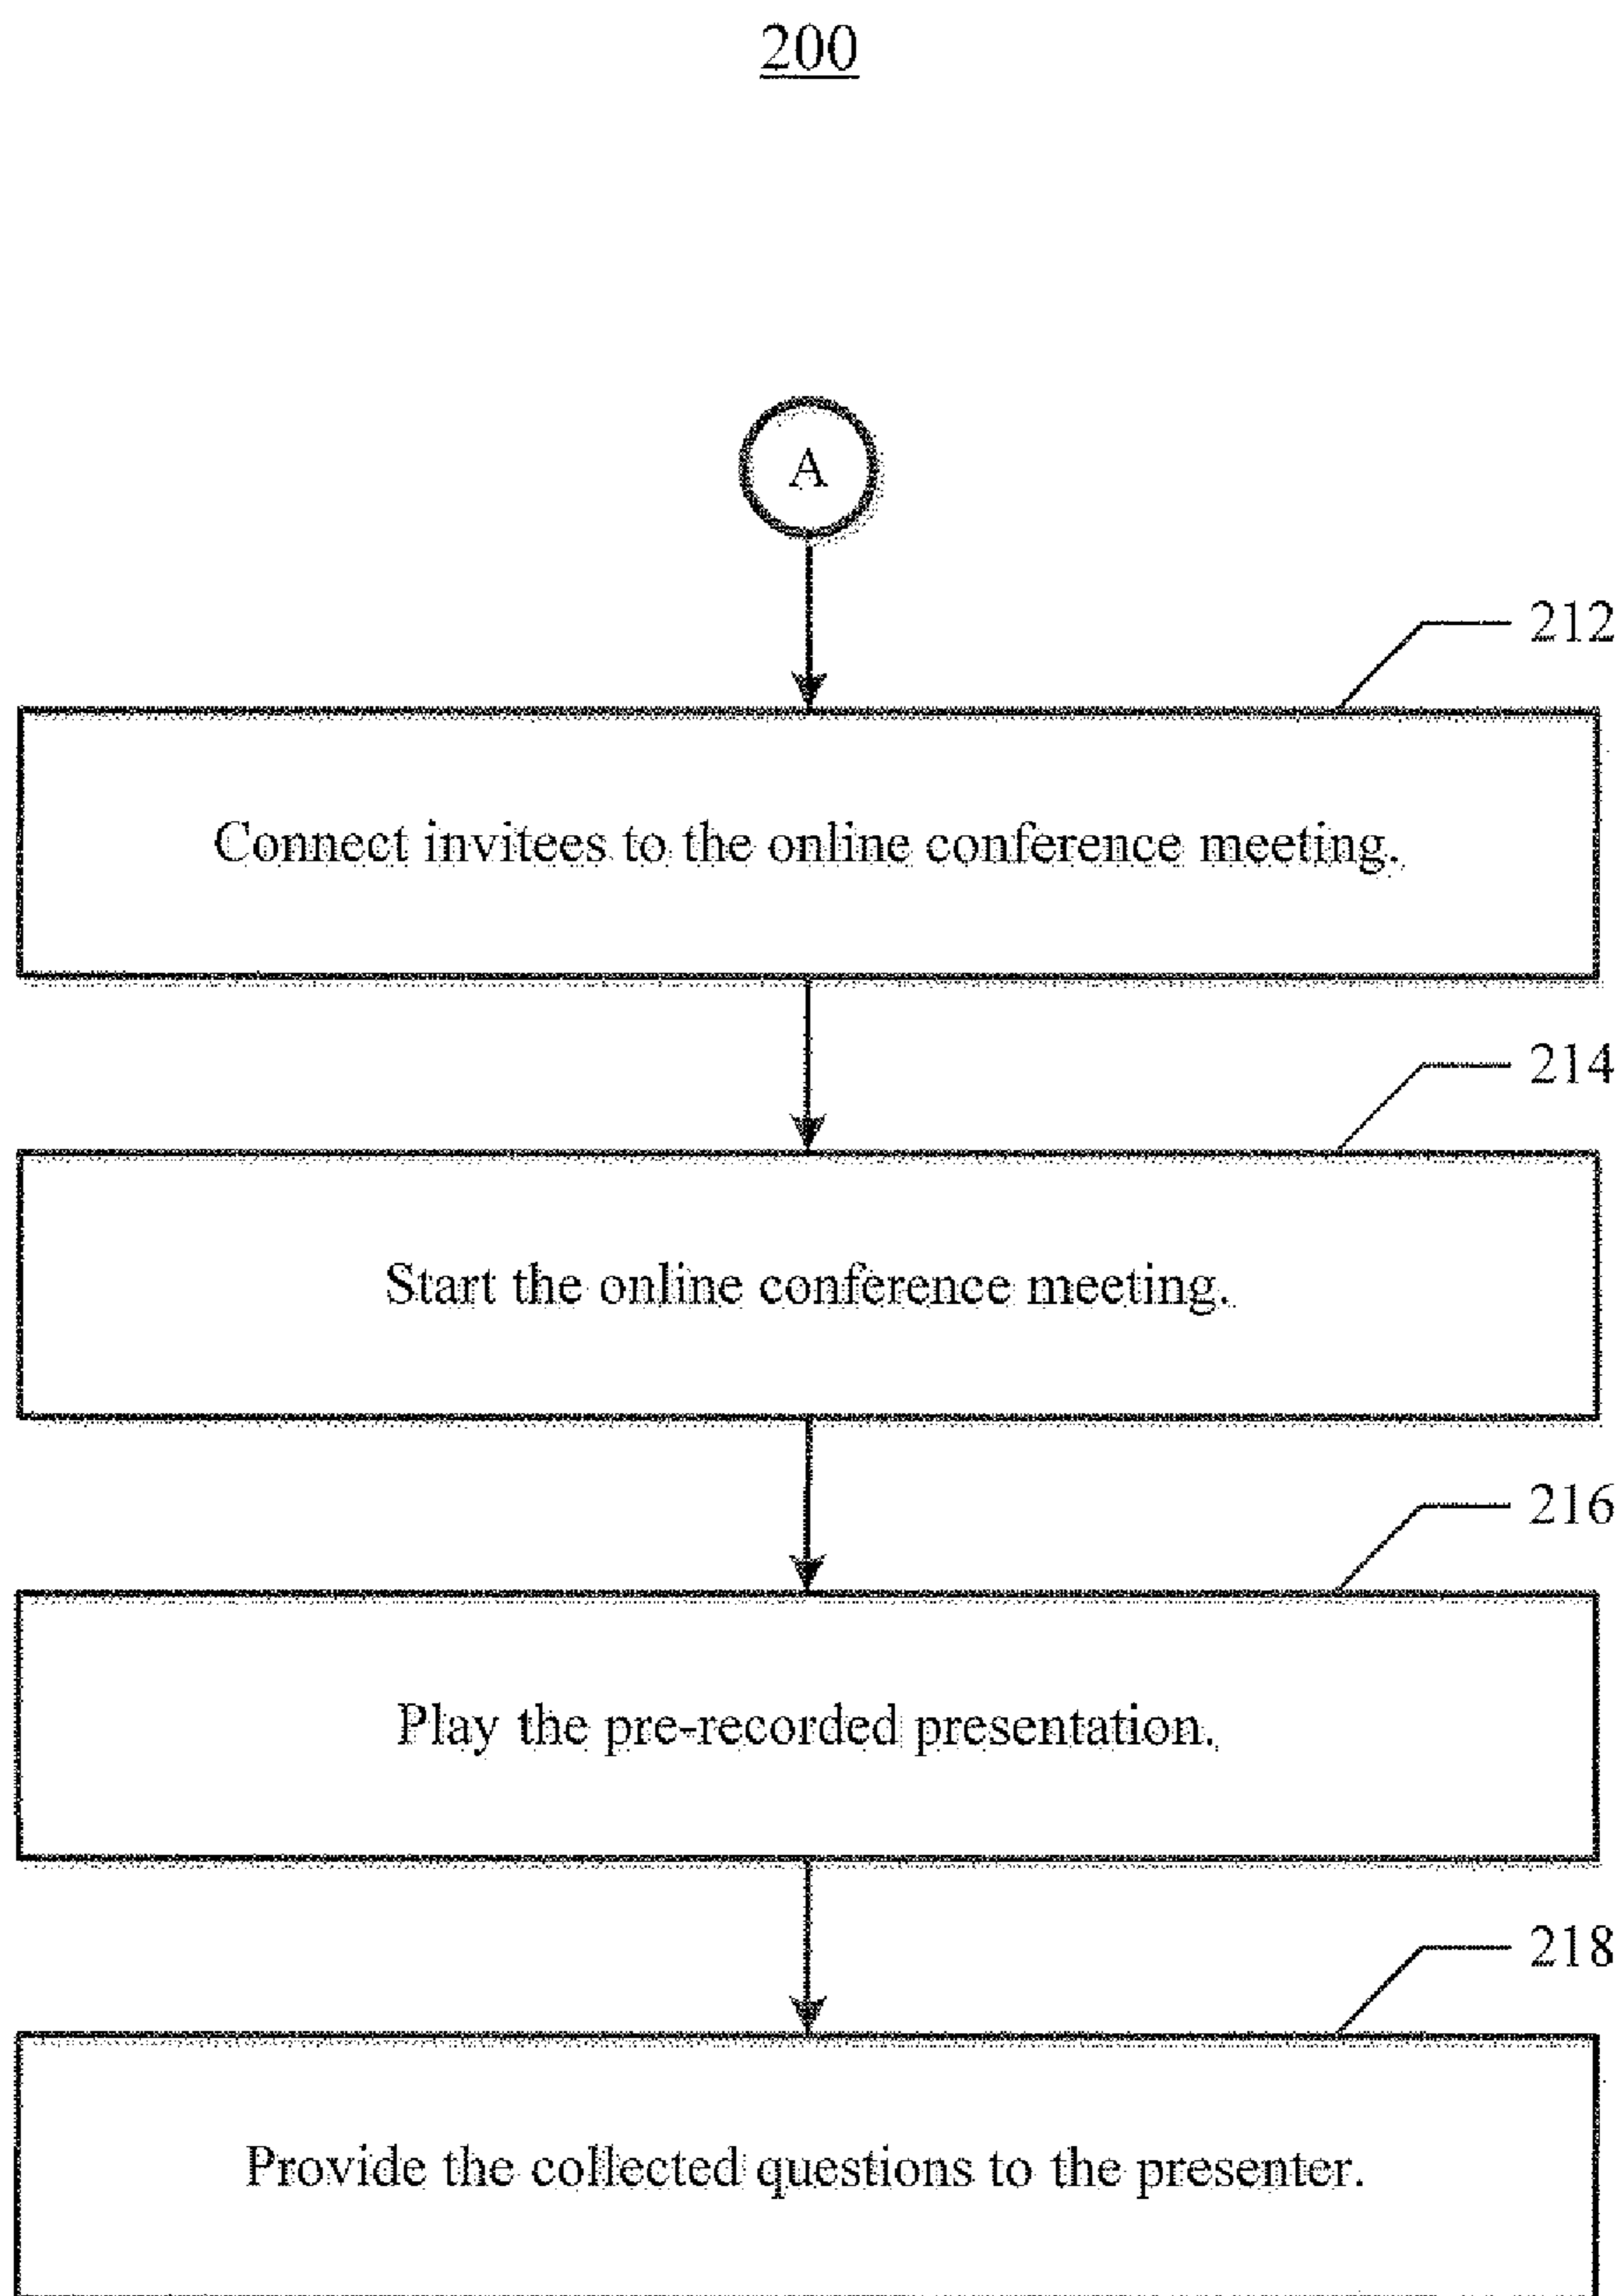 200
A
212
Connect invitees to the online conference meeting.
214
Start the online conference meeting.
216
Play the pre-recorded presentation.
218
Provide the collected questions to the presenter.